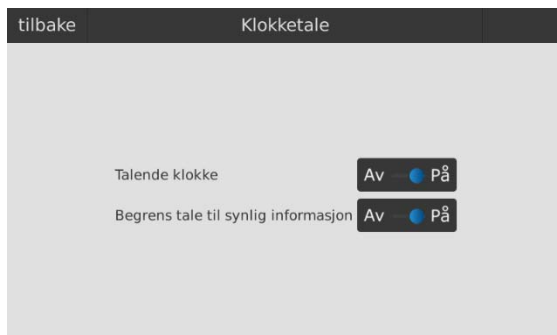 tilbake Klokketale
Talende klokke Av På
Begrens tale til synlig informasjon Av På